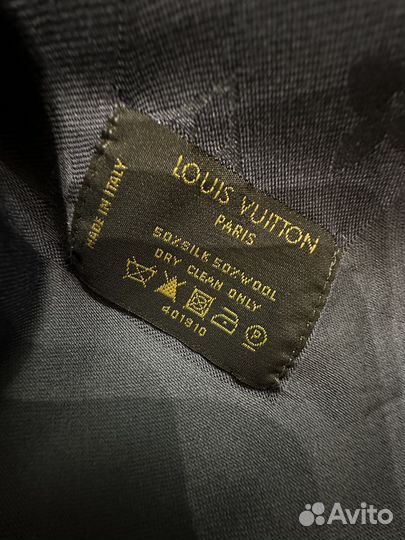 LOUIS VUITTON
PARIS
50%SILK 50%WOOL
DRY CLEAN ONLY
P
401910
MADE IN ITALY
Avito